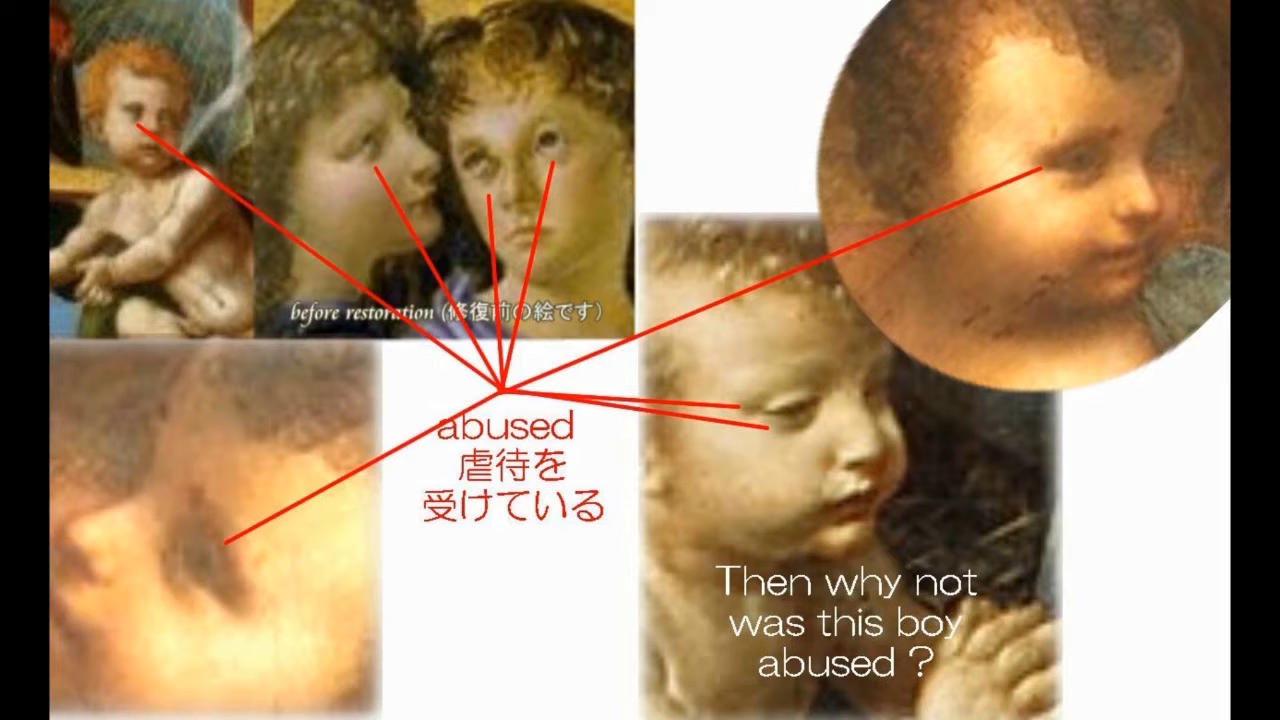 before restoration (修復前の絵です)
abused
虐待を
受けている
Then why not
was this boy
abused ?